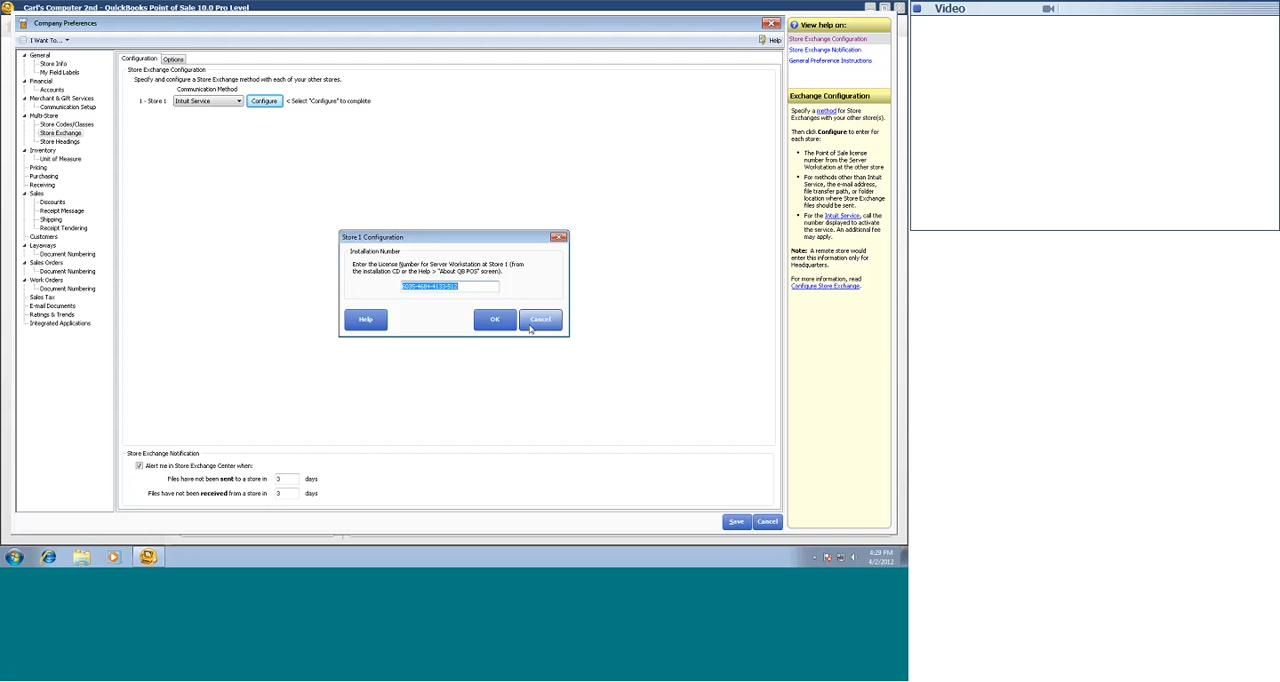 Carl's Computer 2nd - QuickBooks Point of Sale 10.0 Pro Level
Company Preferences
I Want To...
Help
General
Store Info
My Field Labels
Financial
Accounts
Merchant & Gift Services
Communication Setup
Multi-Store
Store Codes/Classes
Store Exchange
Store Headings
Inventory
Unit of Measure
Pricing
Purchasing
Receiving
Sales
Discounts
Receipt Message
Shipping
Receipt Tendering
Customers
Layaways
Document Numbering
Sales Orders
Document Numbering
Work Orders
Document Numbering
Sales Tax
E-mail Documents
Ratings & Trends
Integrated Applications
Configuration
Options
Store Exchange Configuration
Specify and configure a Store Exchange method with each of your other stores.
Communication Method
1 - Store 1
Intuit Service
Configure
< Select "Configure" to complete
Store 1 Configuration
Installation Number
Enter the License Number for Server Workstation at Store 1 (from
the installation CD or the Help > "About QB POS" screen).
6035-4684-4133-512
Help
OK
Cancel
Store Exchange Notification
Alert me in Store Exchange Center when:
Files have not been sent to a store in 3 days
Files have not been received from a store in 3 days
Save
Cancel
View help on:
Store Exchange Configuration
Store Exchange Notification
General Preference Instructions
Exchange Configuration
Specify a method for Store
Exchanges with your other store(s).
Then click Configure to enter for
each store:
• The Point of Sale license
number from the Server
Workstation at the other store
• For methods other than Intuit
Service, the e-mail address,
file transfer path, or folder
location where Store Exchange
files should be sent.
• For the Intuit Service, call the
number displayed to activate
the service. An additional fee
may apply.
Note: A remote store would
enter this information only for
Headquarters.
For more information, read
Configure Store Exchange.
4:29 PM
4/2/2012
Video